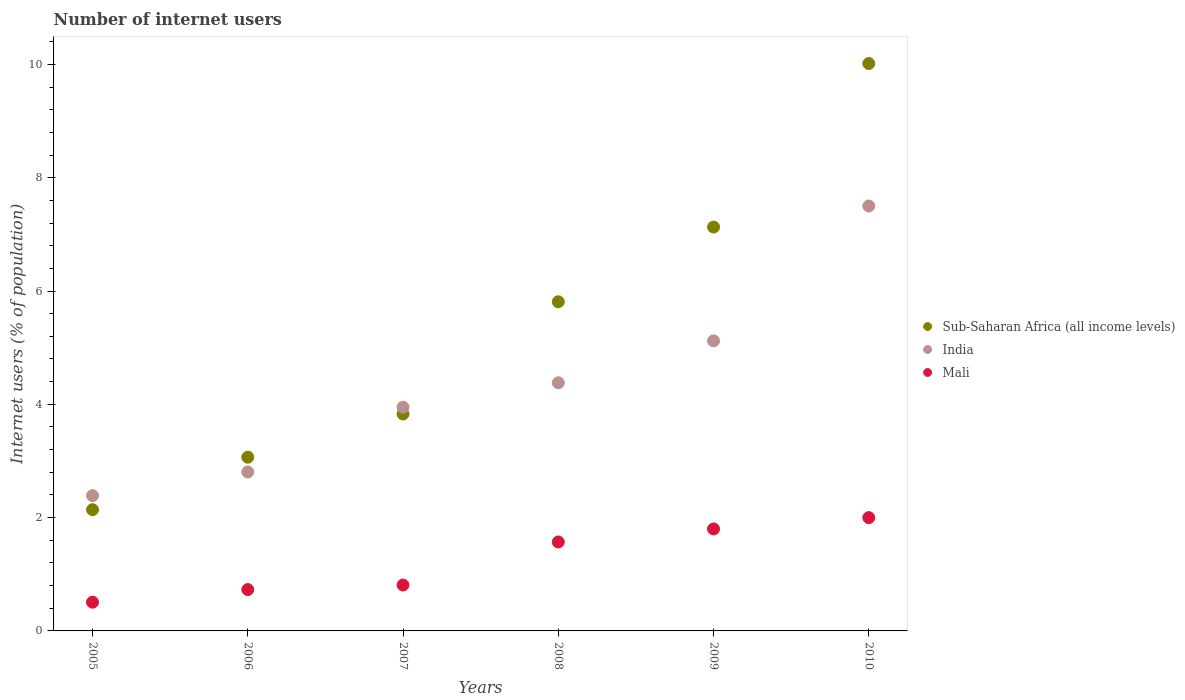 Number of internet users
Internet users (% of population)
10
8
6
4
2
0
2005
2006
2007
2008
2009
2010
Years
Sub-Saharan Africa (all income levels)
India
Mali